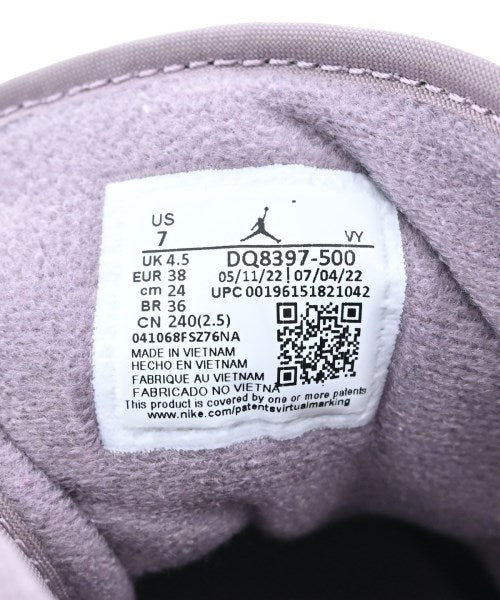 US
7 VY
UK 4.5 DQ8397-500
EUR 38 05/11/22 | 07/04/22
cm 24 UPC 00196151821042
BR 36
CN 240(2.5)
041068FSZ76NA
MADE IN VIETNAM
HECHO EN VIETNAM
FABRIQUE AU VIETNAM
FABRICADO NO VIETNA
This product is covered by one or more patents
www.nike.com/patentsvirtualmarking